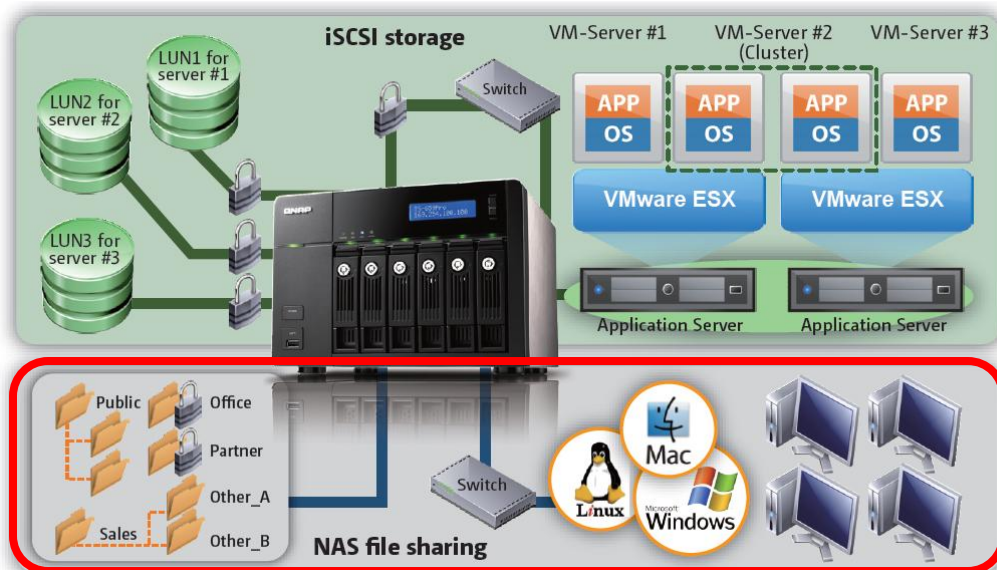 iSCSI storage
LUN1 for
server #1
LUN2 for
server #2
LUN3 for
server #3
Switch
VM-Server #1
VM-Server #2
(Cluster)
VM-Server #3
APP
OS
APP
OS
APP
OS
APP
OS
VMware ESX
VMware ESX
Application Server
Application Server
QNAP
Public
Office
Partner
Other_A
Sales
Other_B
NAS file sharing
Switch
Linux
Mac
Microsoft
Windows